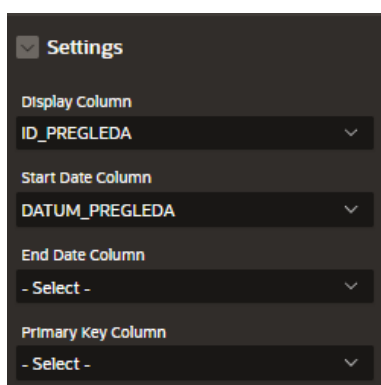 Settings
Display Column
ID_PREGLEDA
Start Date Column
DATUM_PREGLEDA
End Date Column
- Select -
Primary Key Column
- Select -